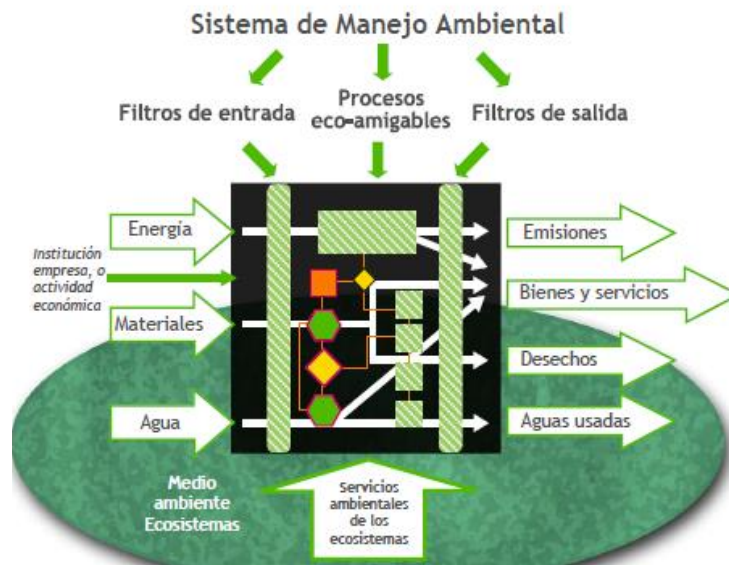 Sistema de Manejo Ambiental
Filtros de entrada
Procesos
eco-amigables
Filtros de salida
Energía
Institución
empresa, o
actividad
económica
Materiales
Agua
Emisiones
Bienes y servicios
Desechos
Aguas usadas
Medio
ambiente
Ecosistemas
Servicios
ambientales
de los
ecosistemas